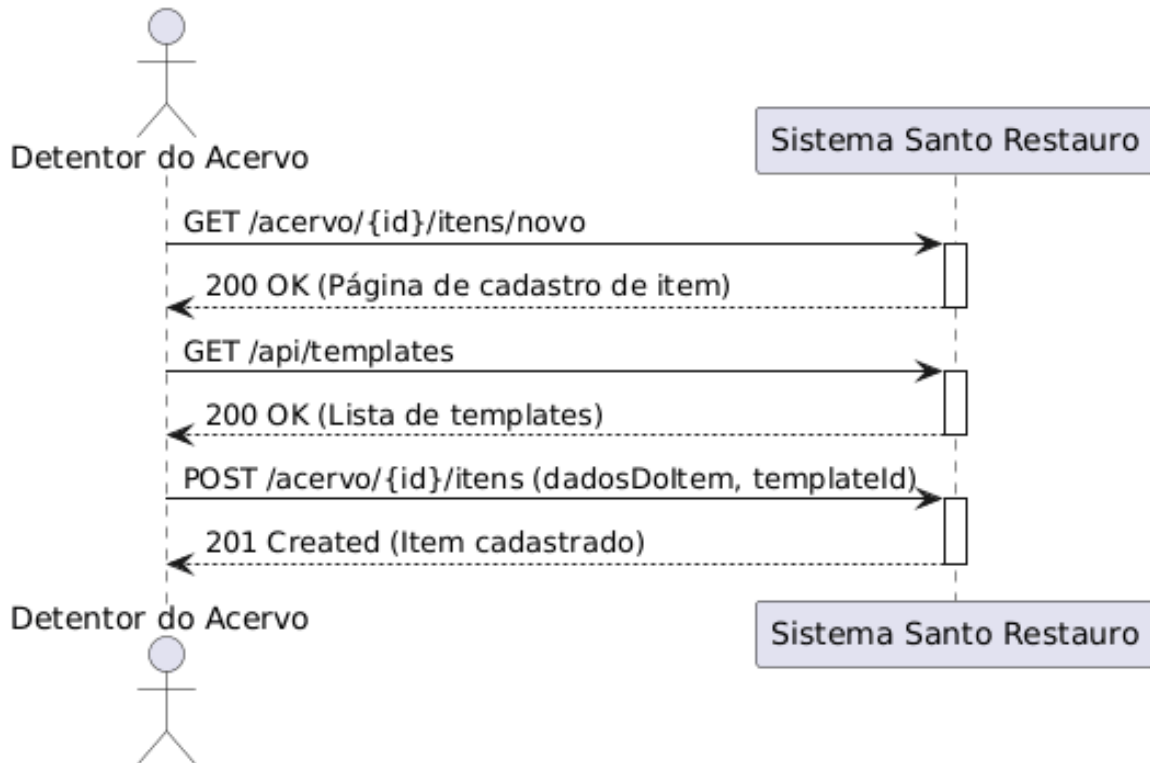 Detentor do Acervo
Sistema Santo Restauro
GET /acervo/{id}/itens/novo
200 OK (Página de cadastro de item)
GET /api/templates
200 OK (Lista de templates)
POST /acervo/{id}/itens (dadosDoItem, templateId)
201 Created (Item cadastrado)
Detentor do Acervo
Sistema Santo Restauro